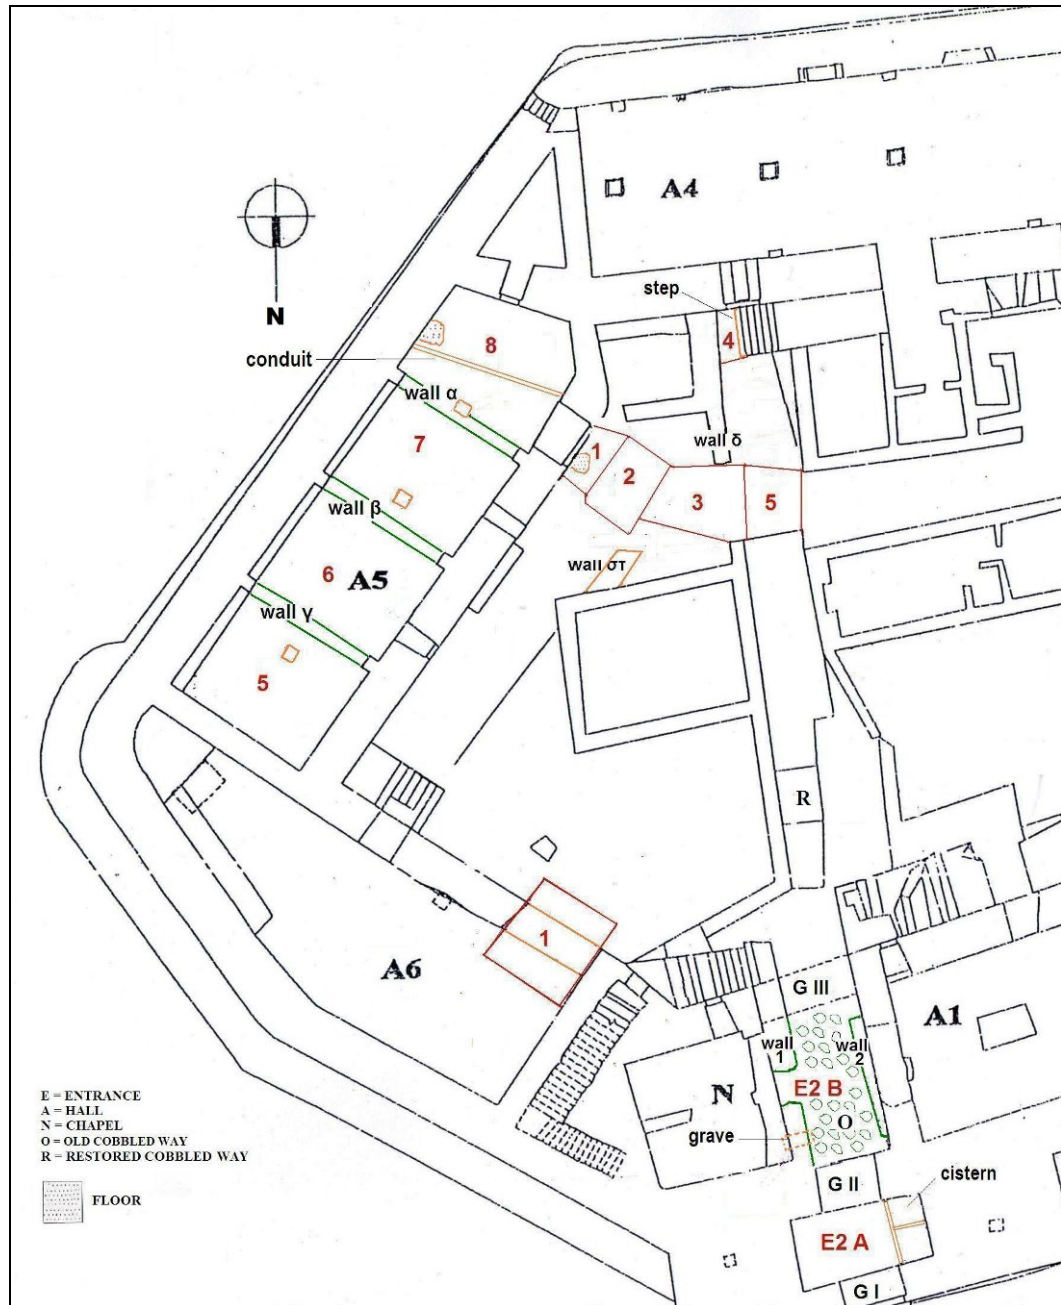 A4
step
N
4
8
conduit
wall α
wall δ
1
7
2
3
5
wall β
wall στ
6
A5
wall γ
5
R
1
A6
G III
A1
wall
1
wall
2
E2 B
N
E = ENTRANCE
A = HALL
N = CHAPEL
O = OLD COBBLED WAY
R = RESTORED COBBLED WAY
O
grave
G II
cistern
FLOOR
E2 A
G I